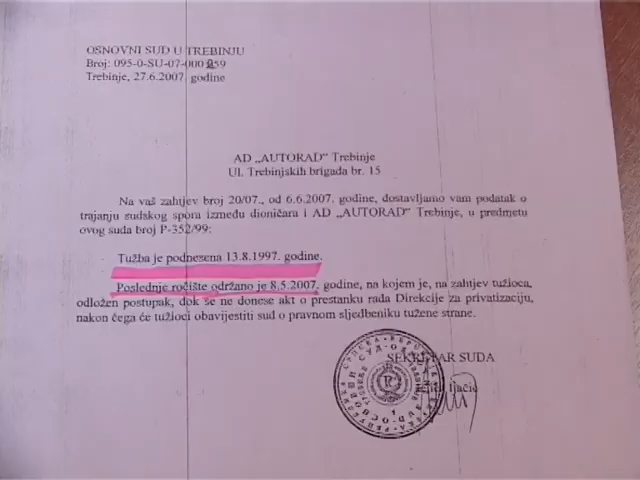 OSNOVNI SUD U TREBINJU
Broj: 095-0-SU-07-000 259
Trebinje, 27.6.2007. godine
AD „AUTORAD" Trebinje
Ul. Trebinjskih brigada br. 15
Na vaš zahtjev broj 20/07., od 6.6.2007. godine, dostavljamo vam podatak o
trajanju sudskog spora između dioničara i AD „AUTORAD" Trebinje, u predmetu
ovog suda broj P-352/99:
Tužba je podnesena 13.8.1997. godine.
Poslednje ročište održano je 8.5.2007. godine, na kojem je, na zahtjev tužioca,
odložen postupak, dok se ne donese akt o prestanku rada Direkcije za privatizaciju,
nakon čega će tužioci obavijestiti sud o pravnom sljedbeniku tužene strane.
SEKRETAR SUDA